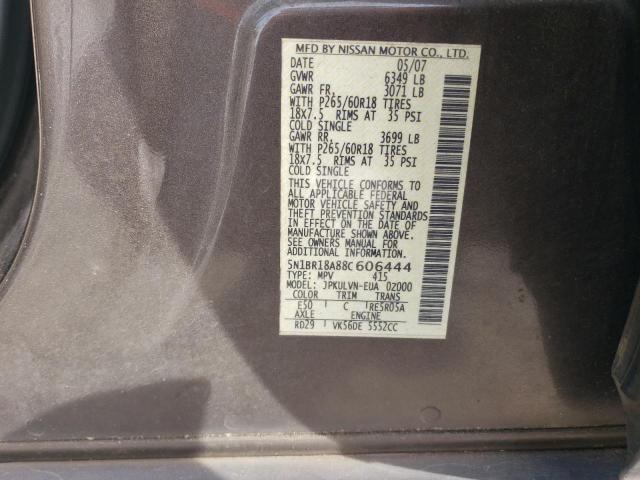 MFD BY NISSAN MOTOR CO., LTD.
DATE 05/07
GVWR 6349 LB
GAWR FR. 3071 LB
WITH P265/60R18 TIRES
18X7.5 RIMS AT 35 PSI
COLD SINGLE
GAWR RR. 3699 LB
WITH P265/60R18 TIRES
18X7.5 RIMS AT 35 PSI
COLD SINGLE
THIS VEHICLE CONFORMS TO
ALL APPLICABLE FEDERAL
MOTOR VEHICLE SAFETY AND
THEFT PREVENTION STANDARDS
IN EFFECT ON THE DATE OF
MANUFACTURE SHOWN ABOVE.
SEE OWNERS MANUAL FOR
ADDITIONAL INFORMATION.
5N1BR18A88C606444
TYPE: MPV 415
MODEL: JPKULVN-EUA 02000
COLOR TRIM TRANS
E50 C RE5R05A
AXLE ENGINE
RD29 VK56DE 5552CC